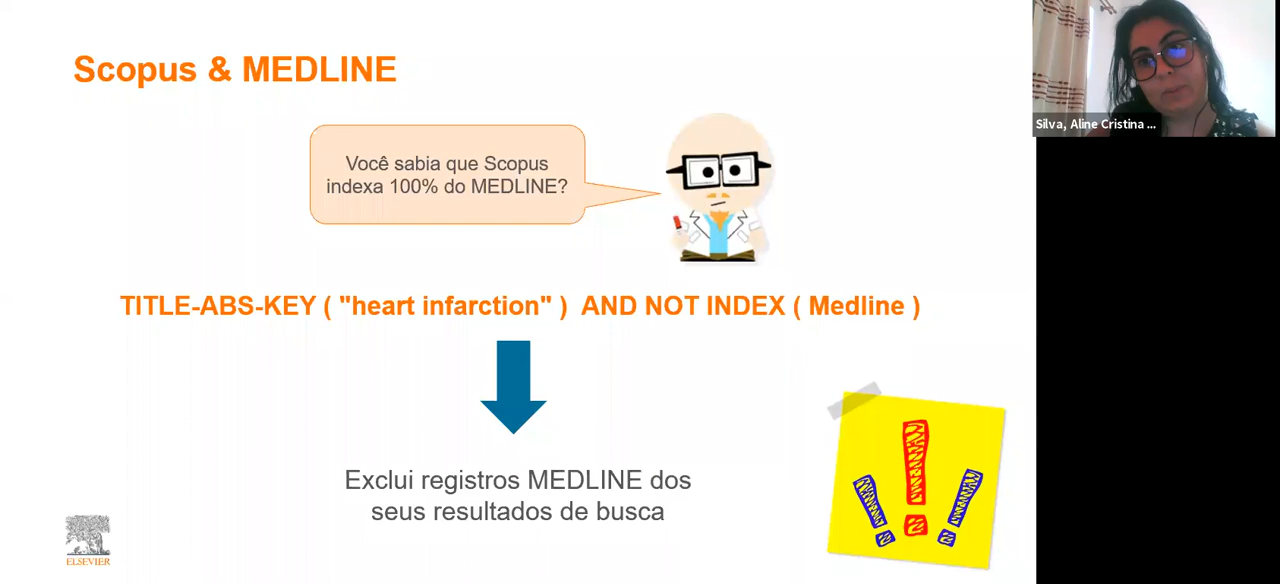 Scopus & MEDLINE
Você sabia que Scopus
indexa 100% do MEDLINE?
TITLE-ABS-KEY ( "heart infarction" ) AND NOT INDEX ( Medline )
Exclui registros MEDLINE dos
seus resultados de busca
ELSEVIER
Silva, Aline Cristina ...